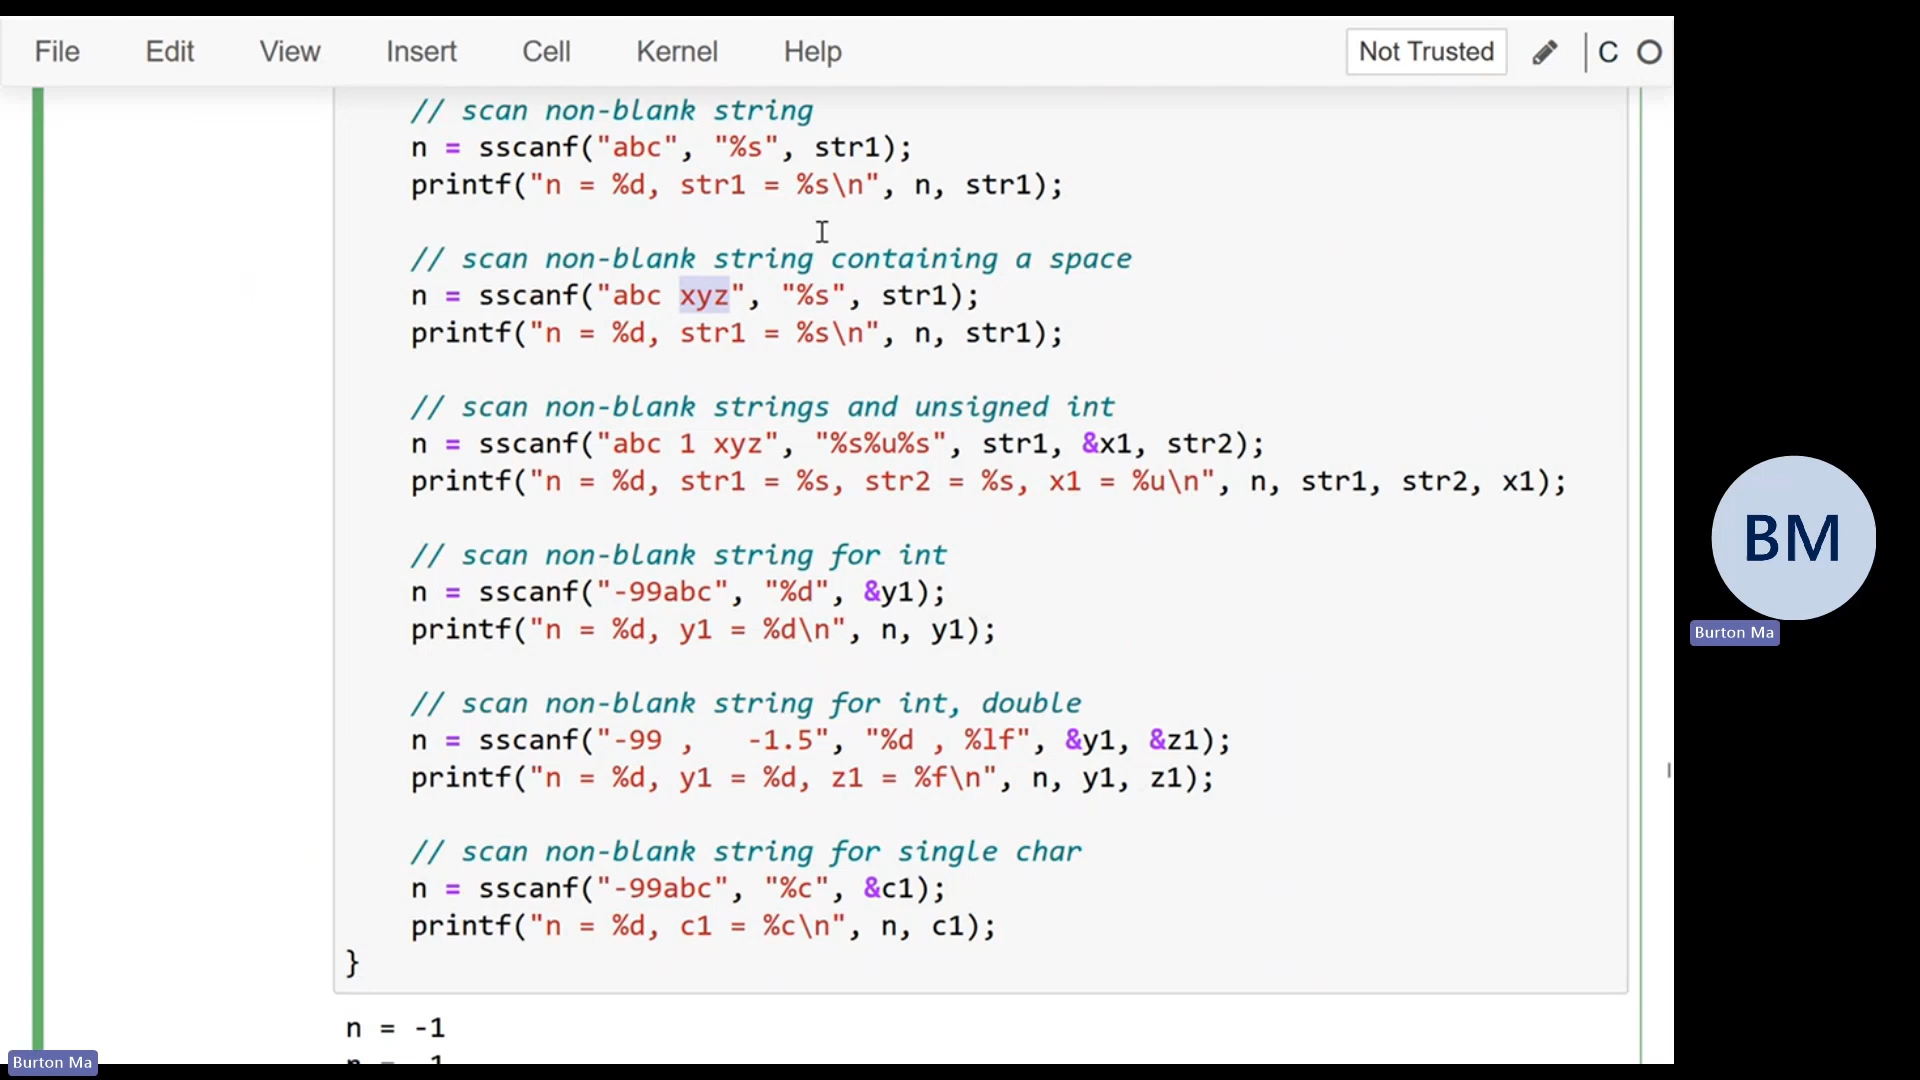 File Edit View Insert Cell Kernel Help Not Trusted C
// scan non-blank string
n = sscanf("abc", "%s", str1);
printf("n = %d, str1 = %s\n", n, str1);
// scan non-blank string containing a space
n = sscanf("abc xyz", "%s", str1);
printf("n = %d, str1 = %s\n", n, str1);
// scan non-blank strings and unsigned int
n = sscanf("abc 1 xyz", "%s%u%s", str1, &x1, str2);
printf("n = %d, str1 = %s, str2 = %s, x1 = %u\n", n, str1, str2, x1);
// scan non-blank string for int
n = sscanf("-99abc", "%d", &y1);
printf("n = %d, y1 = %d\n", n, y1);
// scan non-blank string for int, double
n = sscanf("-99 ,   -1.5", "%d , %lf", &y1, &z1);
printf("n = %d, y1 = %d, z1 = %f\n", n, y1, z1);
// scan non-blank string for single char
n = sscanf("-99abc", "%c", &c1);
printf("n = %d, c1 = %c\n", n, c1);
}
n = -1
BM
Burton Ma
Burton Ma